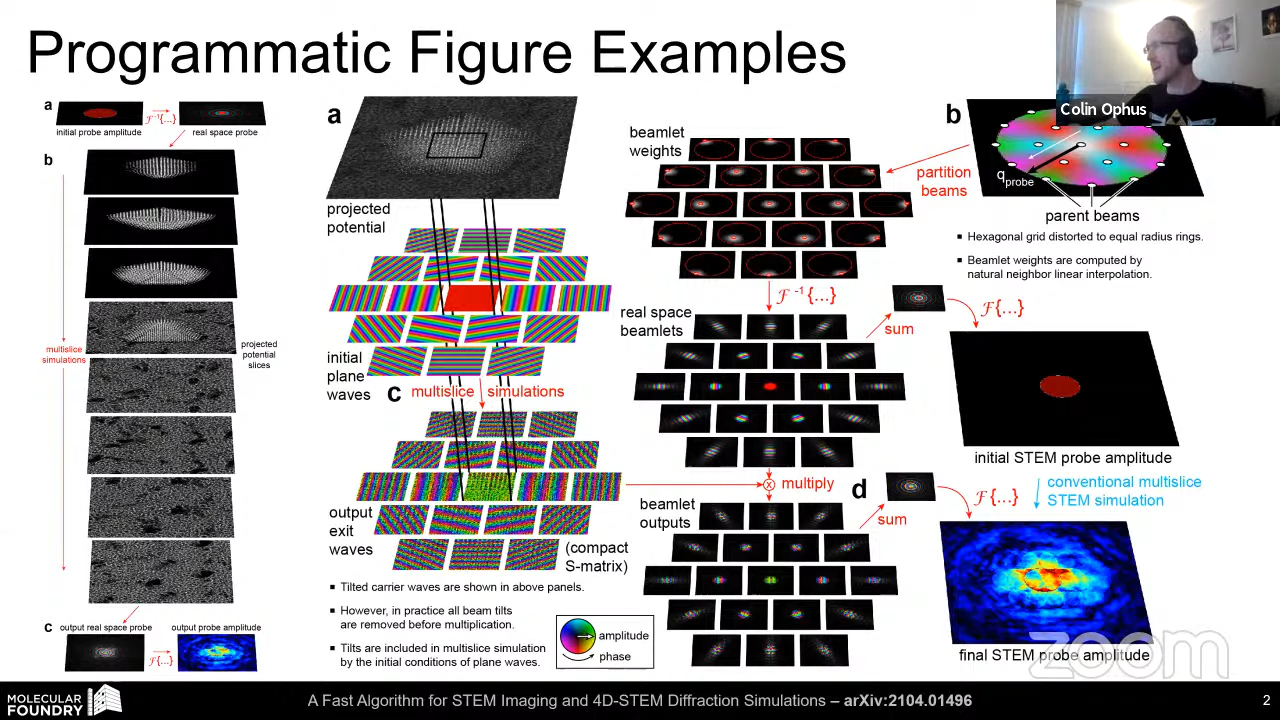 Programmatic Figure Examples
Colin Ophus
a
F⁻¹{...}
initial probe amplitude
real space probe
b
multislice
simulations
projected
potential
slices
c
output real space probe
output probe amplitude
F{...}
a
projected
potential
initial
plane
waves
c
multislice simulations
output
exit
waves
(compact
S-matrix)
▪ Tilted carrier waves are shown in above panels.
▪ However, in practice all beam tilts
are removed before multiplication.
▪ Tilts are included in multislice simulation
by the initial conditions of plane waves.
amplitude
phase
beamlet
weights
partition
beams
F⁻¹{...}
real space
beamlets
sum
F{...}
multiply
beamlet
outputs
b
qprobe
parent beams
▪ Hexagonal grid distorted to equal radius rings.
▪ Beamlet weights are computed by
natural neighbor linear interpolation.
initial STEM probe amplitude
d
sum
F{...}
conventional multislice
STEM simulation
final STEM probe amplitude
zoom
MOLECULAR
FOUNDRY
A Fast Algorithm for STEM Imaging and 4D-STEM Diffraction Simulations – arXiv:2104.01496
2